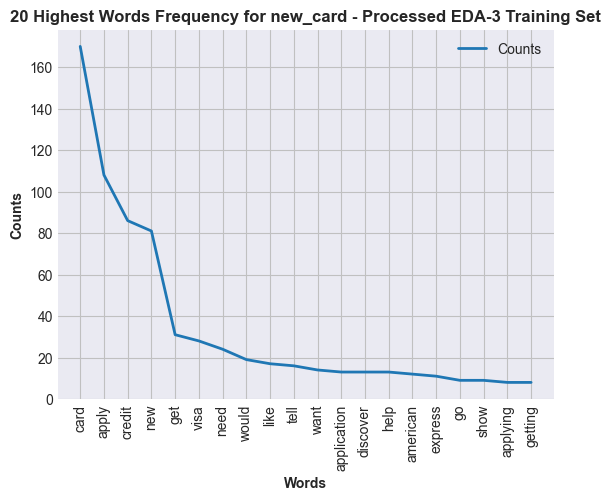 20 Highest Words Frequency for new_card - Processed EDA-3 Training Set
Counts
160
140
120
100
80
60
40
20
0
Counts
card
apply
credit
new
get
visa
need
would
like
tell
want
application
discover
help
american
express
go
show
applying
getting
Words